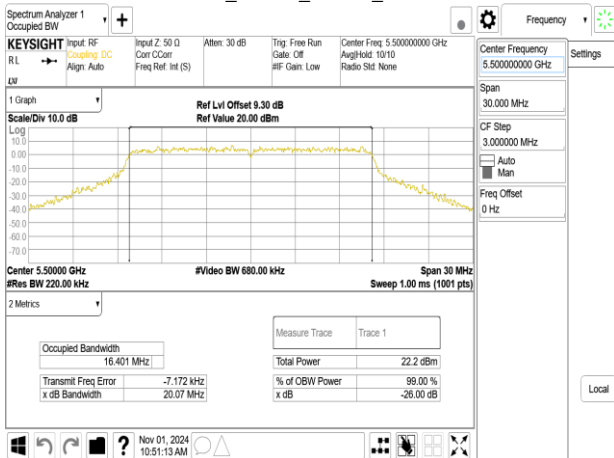 Spectrum Analyzer 1
Occupied BW
Frequency
KEYSIGHT
RL
Input: RF
Coupling: DC
Align: Auto
Input Z: 50 Ω
Corr CCorr
Freq Ref: Int (S)
Atten: 30 dB
Trig: Free Run
Gate: Off
#IF Gain: Low
Center Freq: 5.500000000 GHz
Avg|Hold: 10/10
Radio Std: None
Center Frequency
5.500000000 GHz
Settings
Span
30.000 MHz
CF Step
3.000000 MHz
Auto
Man
Freq Offset
0 Hz
Local
1 Graph
Scale/Div 10.0 dB
Ref Lvl Offset 9.30 dB
Ref Value 20.00 dBm
Log
10.0
0.00
-10.0
-20.0
-30.0
-40.0
-50.0
-60.0
-70.0
Center 5.50000 GHz
#Video BW 680.00 kHz
Span 30 MHz
#Res BW 220.00 kHz
Sweep 1.00 ms (1001 pts)
2 Metrics
Measure Trace
Trace 1
Occupied Bandwidth
16.401 MHz
Total Power
22.2 dBm
Transmit Freq Error
-7.172 kHz
% of OBW Power
99.00 %
x dB Bandwidth
20.07 MHz
x dB
-26.00 dB
?
Nov 01, 2024
10:51:13 AM